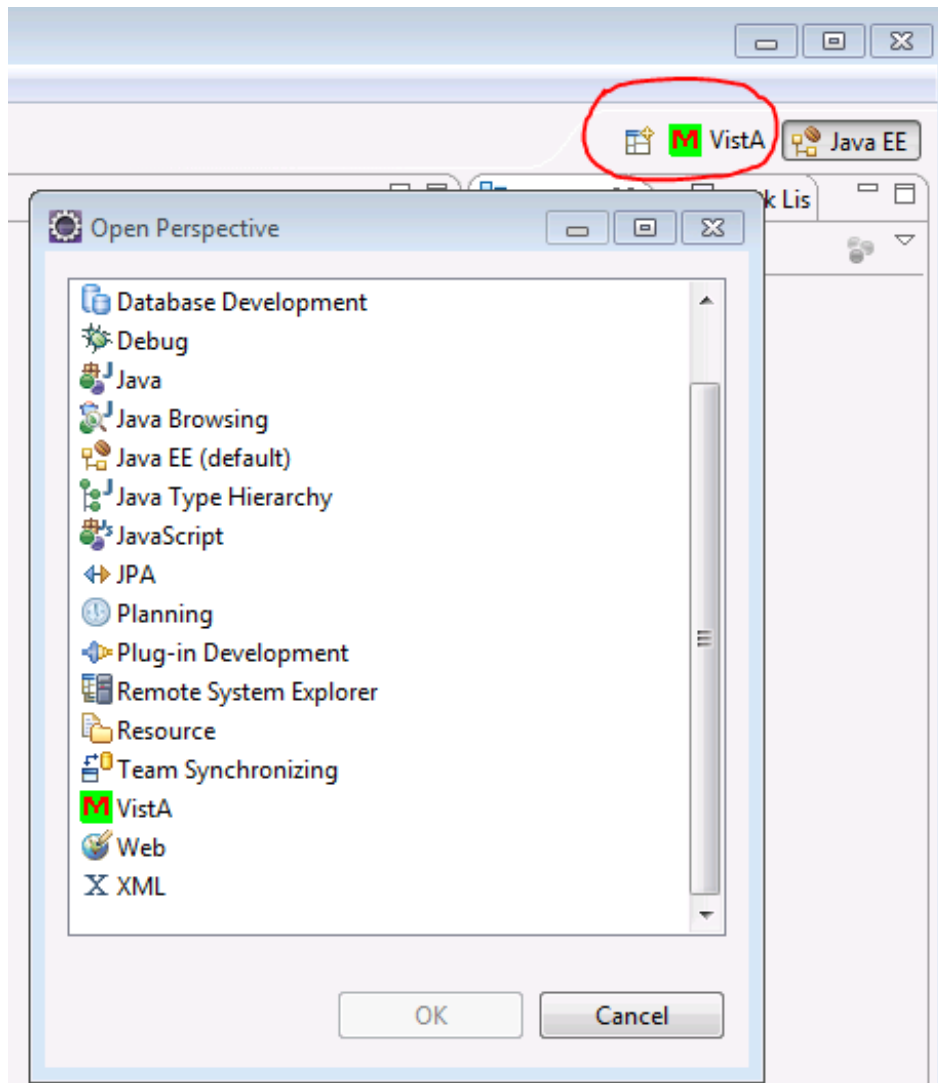 VistA Java EE
k Lis
Open Perspective
Database Development
Debug
Java
Java Browsing
Java EE (default)
Java Type Hierarchy
JavaScript
JPA
Planning
Plug-in Development
Remote System Explorer
Resource
Team Synchronizing
M VistA
Web
X XML
OK Cancel